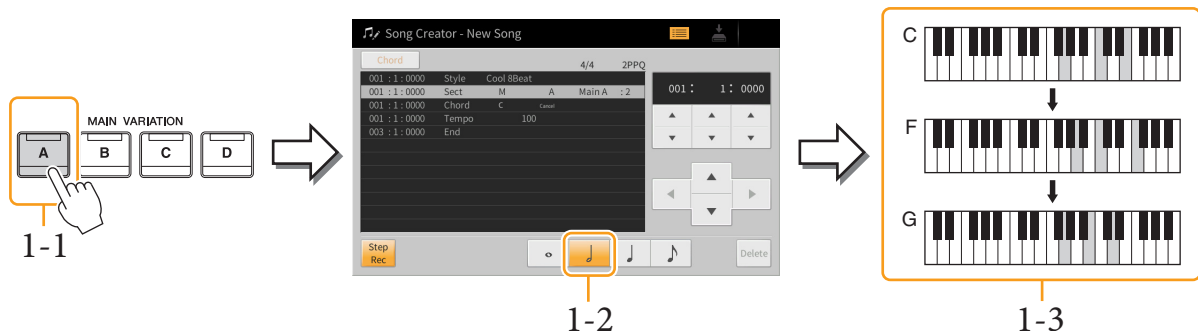 MAIN VARIATION
A B C D
1-1
Song Creator - New Song
Chord
4/4 2PPQ
001 : 1 : 0000 Style Cool 8Beat
001 : 1 : 0000 Sect M A Main A : 2
001 : 1 : 0000 Chord C Cancel
001 : 1 : 0000 Tempo 100
003 : 1 : 0000 End
001 : 1 : 0000
Step
Rec
Delete
1-2
C
F
G
1-3